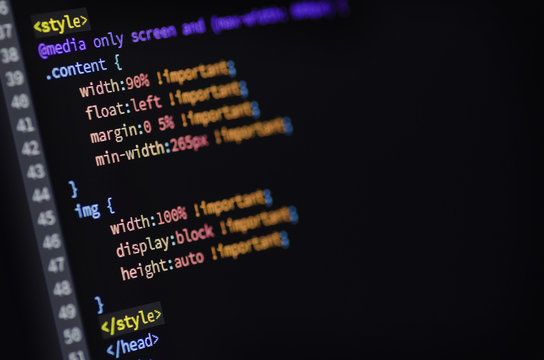 37 <style>
38 @media only screen and (max-width:
39 .content {
40 width:90% !important;
41 float:left !important;
42 margin:0 5% !important;
43 min-width:265px !important;
44 }
45 img {
46 width:100% !important;
47 display:block !important;
48 height:auto !important;
49 }
50 </style>
51 </head>